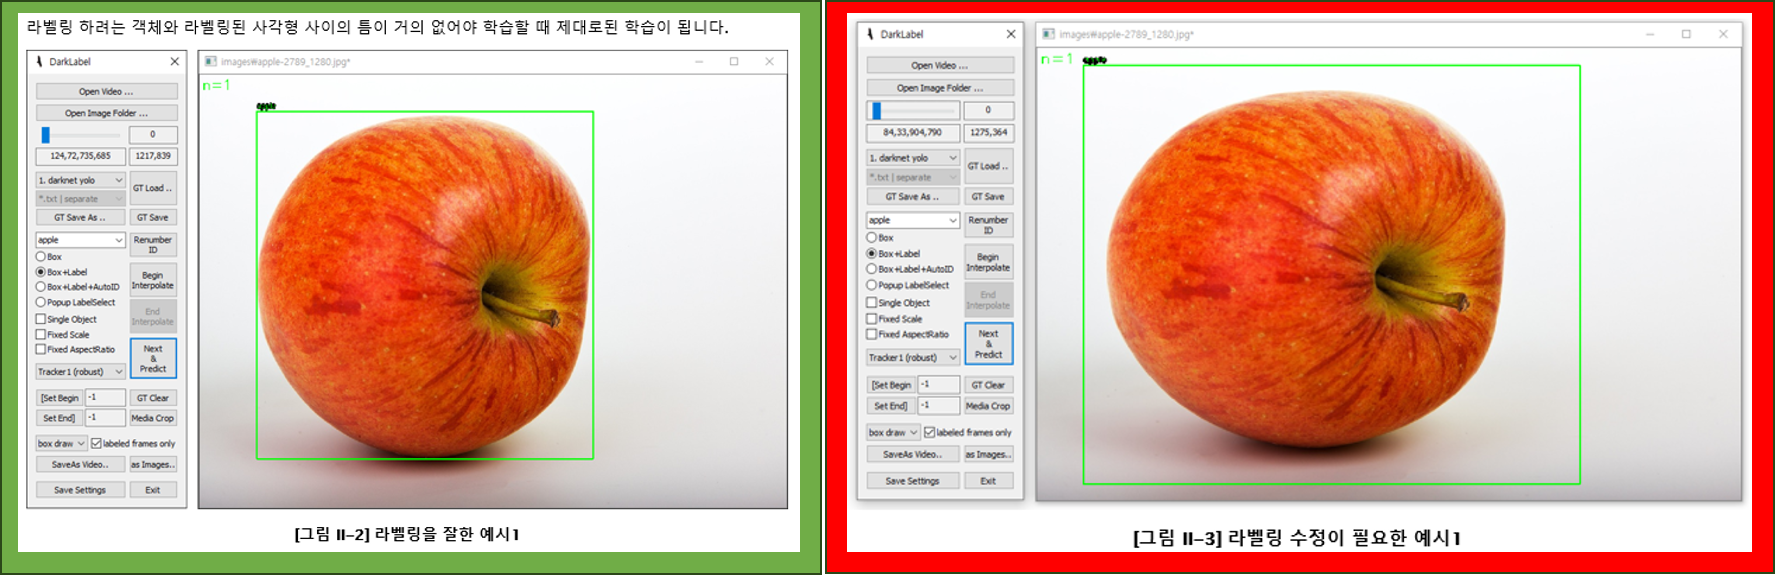 라벨링 하려는 객체와 라벨링된 사각형 사이의 틈이 거의 없어야 학습할 때 제대로된 학습이 됩니다.
DarkLabel
Open Video ...
Open Image Folder ...
0
124,72,735,685
1217,839
1. darknet yolo
GT Load ..
*.txt | separate
GT Save As ..
GT Save
apple
Renumber
ID
Box
Box+Label
Begin
Interpolate
Box+Label+AutoID
Popup LabelSelect
End
Interpolate
Single Object
Fixed Scale
Fixed AspectRatio
Next
&
Predict
Tracker1 (robust)
[Set Begin
-1
GT Clear
Set End]
-1
Media Crop
box draw
labeled frames only
SaveAs Video..
as Images..
Save Settings
Exit
images#apple-2789_1280.jpg*
n=1
apple
[그림 II-2] 라벨링을 잘한 예시1
DarkLabel
Open Video ...
Open Image Folder ...
0
84,33,904,790
1275,364
1. darknet yolo
GT Load ..
*.txt | separate
GT Save As ..
GT Save
apple
Renumber
ID
Box
Box+Label
Begin
Interpolate
Box+Label+AutoID
Popup LabelSelect
End
Interpolate
Single Object
Fixed Scale
Fixed AspectRatio
Next
&
Predict
Tracker1 (robust)
[Set Begin
-1
GT Clear
Set End]
-1
Media Crop
box draw
labeled frames only
SaveAs Video..
as Images..
Save Settings
Exit
images#apple-2789_1280.jpg*
n=1
apple
[그림 II-3] 라벨링 수정이 필요한 예시1